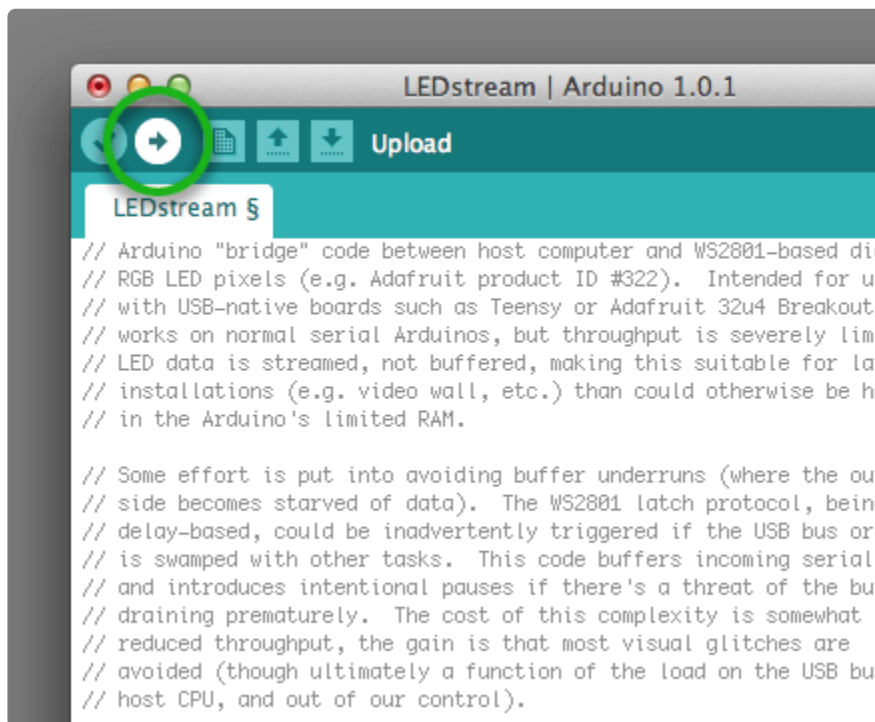 LEDstream | Arduino 1.0.1
Upload
LEDstream §
// Arduino "bridge" code between host computer and WS2801-based
// RGB LED pixels (e.g. Adafruit product ID #322).  Intended for
// with USB-native boards such as Teensy or Adafruit 32u4 Breakout
// works on normal serial Arduinos, but throughput is severely
// LED data is streamed, not buffered, making this suitable for
// installations (e.g. video wall, etc.) than could otherwise be
// in the Arduino's limited RAM.
// Some effort is put into avoiding buffer underruns (where the
// side becomes starved of data).  The WS2801 latch protocol,
// delay-based, could be inadvertently triggered if the USB bus or
// is swamped with other tasks.  This code buffers incoming serial
// and introduces intentional pauses if there's a threat of the
// draining prematurely.  The cost of this complexity is somewhat
// reduced throughput, the gain is that most visual glitches are
// avoided (though ultimately a function of the load on the USB
// host CPU, and out of our control).